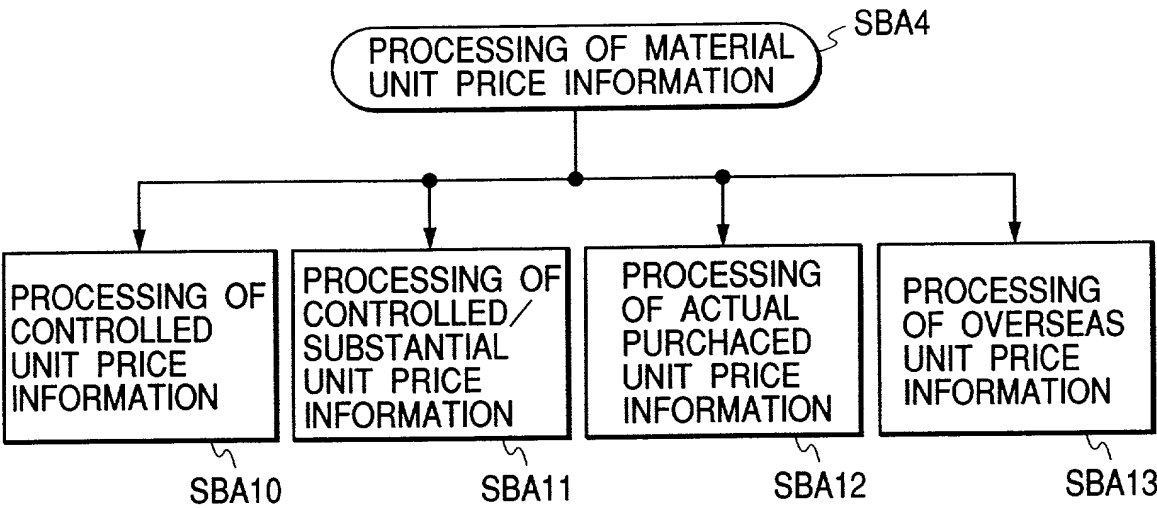 SBA4
PROCESSING OF MATERIAL
UNIT PRICE INFORMATION
PROCESSING OF
CONTROLLED
UNIT PRICE
INFORMATION
PROCESSING OF
CONTROLLED/
SUBSTANTIAL
UNIT PRICE
INFORMATION
PROCESSING
OF ACTUAL
PURCHACED
UNIT PRICE
INFORMATION
PROCESSING
OF OVERSEAS
UNIT PRICE
INFORMATION
SBA10
SBA11
SBA12
SBA13